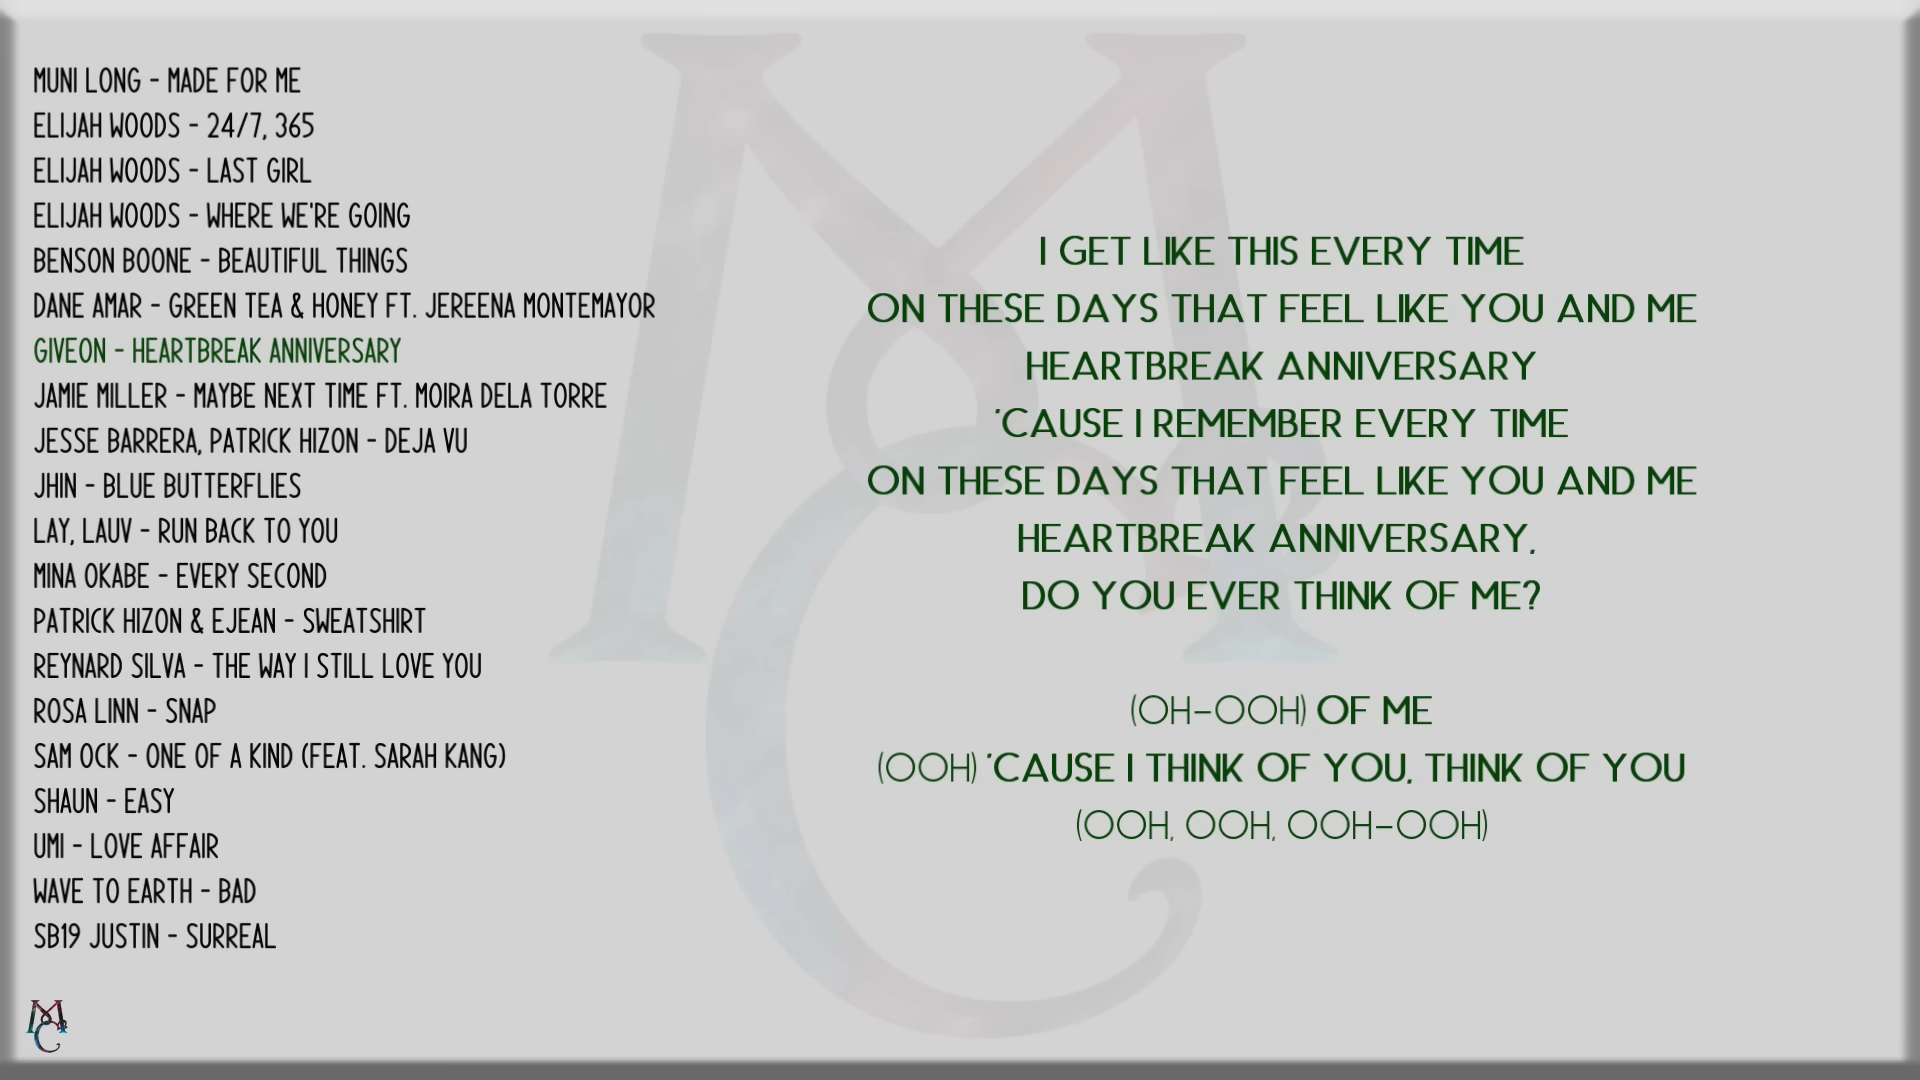 MUNI LONG - MADE FOR ME
ELIJAH WOODS - 24/7, 365
ELIJAH WOODS - LAST GIRL
ELIJAH WOODS - WHERE WE'RE GOING
BENSON BOONE - BEAUTIFUL THINGS
DANE AMAR - GREEN TEA & HONEY FT. JEREENA MONTEMAYOR
GIVEON - HEARTBREAK ANNIVERSARY
JAMIE MILLER - MAYBE NEXT TIME FT. MOIRA DELA TORRE
JESSE BARRERA, PATRICK HIZON - DEJA VU
JHIN - BLUE BUTTERFLIES
LAY, LAUV - RUN BACK TO YOU
MINA OKABE - EVERY SECOND
PATRICK HIZON & EJEAN - SWEATSHIRT
REYNARD SILVA - THE WAY I STILL LOVE YOU
ROSA LINN - SNAP
SAM OCK - ONE OF A KIND (FEAT. SARAH KANG)
SHAUN - EASY
UMI - LOVE AFFAIR
WAVE TO EARTH - BAD
SB19 JUSTIN - SURREAL
I GET LIKE THIS EVERY TIME
ON THESE DAYS THAT FEEL LIKE YOU AND ME
HEARTBREAK ANNIVERSARY
'CAUSE I REMEMBER EVERY TIME
ON THESE DAYS THAT FEEL LIKE YOU AND ME
HEARTBREAK ANNIVERSARY,
DO YOU EVER THINK OF ME?
(OH-OOH) OF ME
(OOH) 'CAUSE I THINK OF YOU, THINK OF YOU
(OOH, OOH, OOH-OOH)